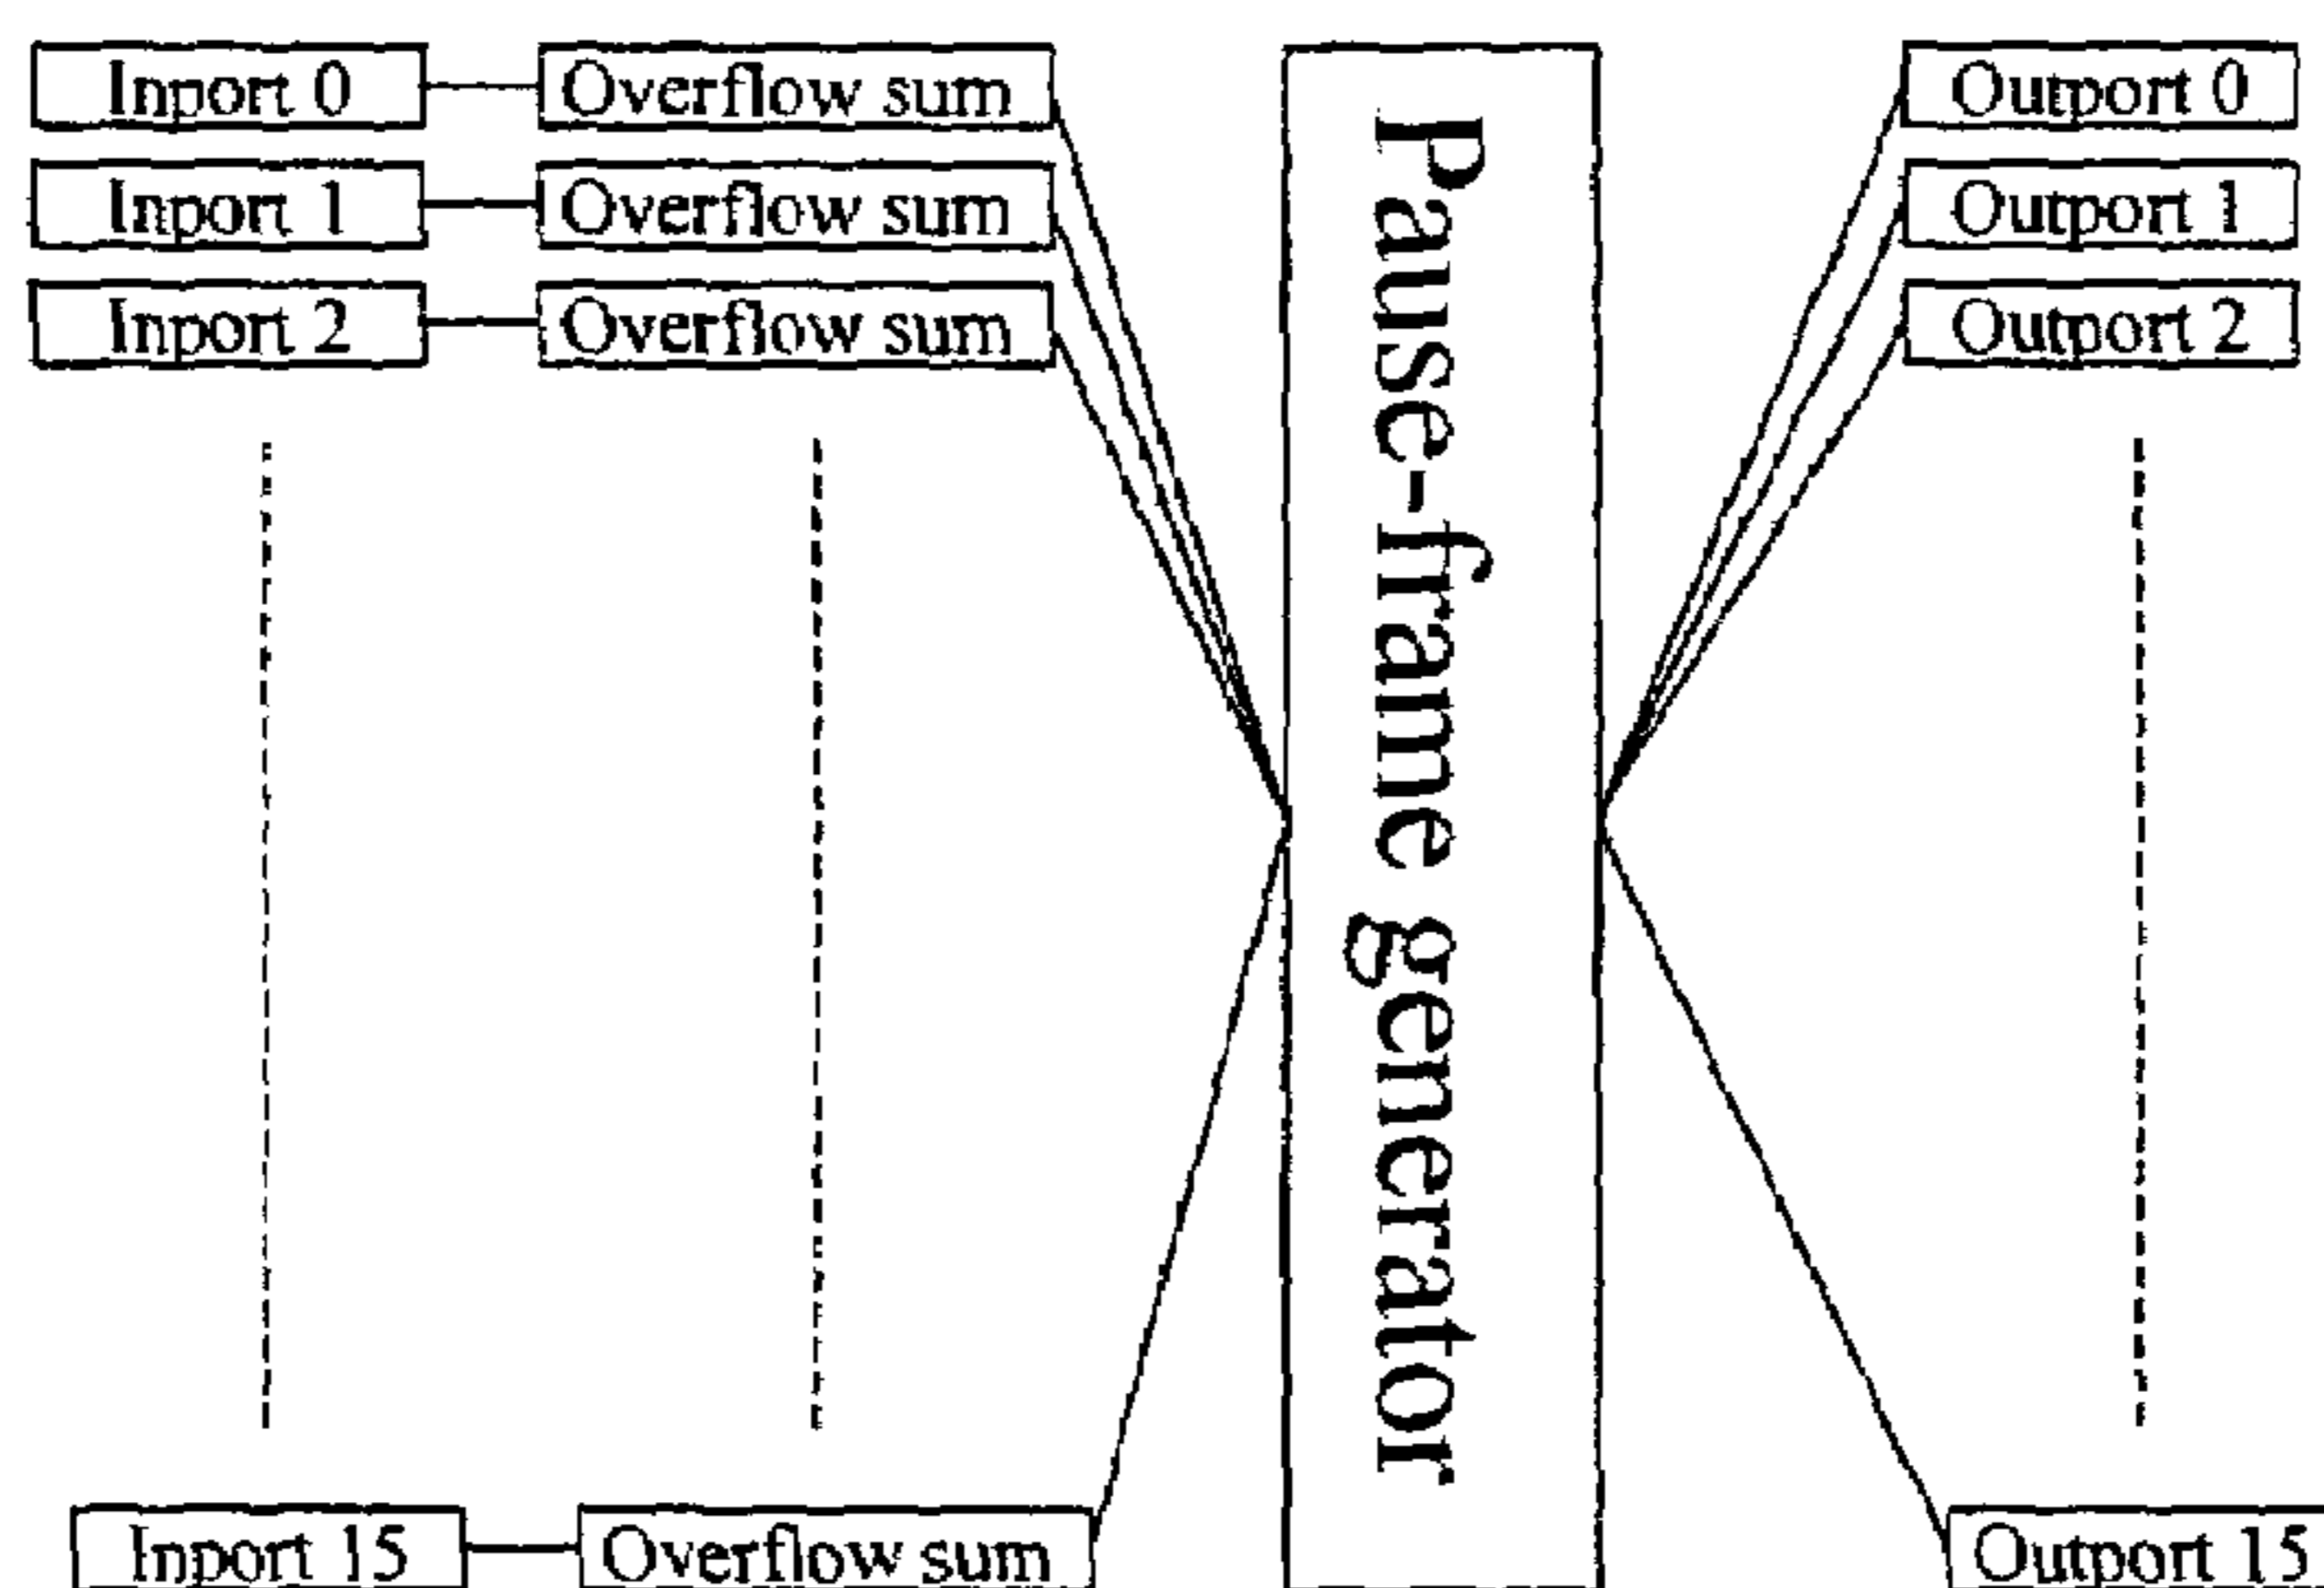 Inport 0
Overflow sum
Outport 0
Inport 1
Overflow sum
Outport 1
Inport 2
Overflow sum
Outport 2
Pause-frame generator
Inport 15
Overflow sum
Outport 15